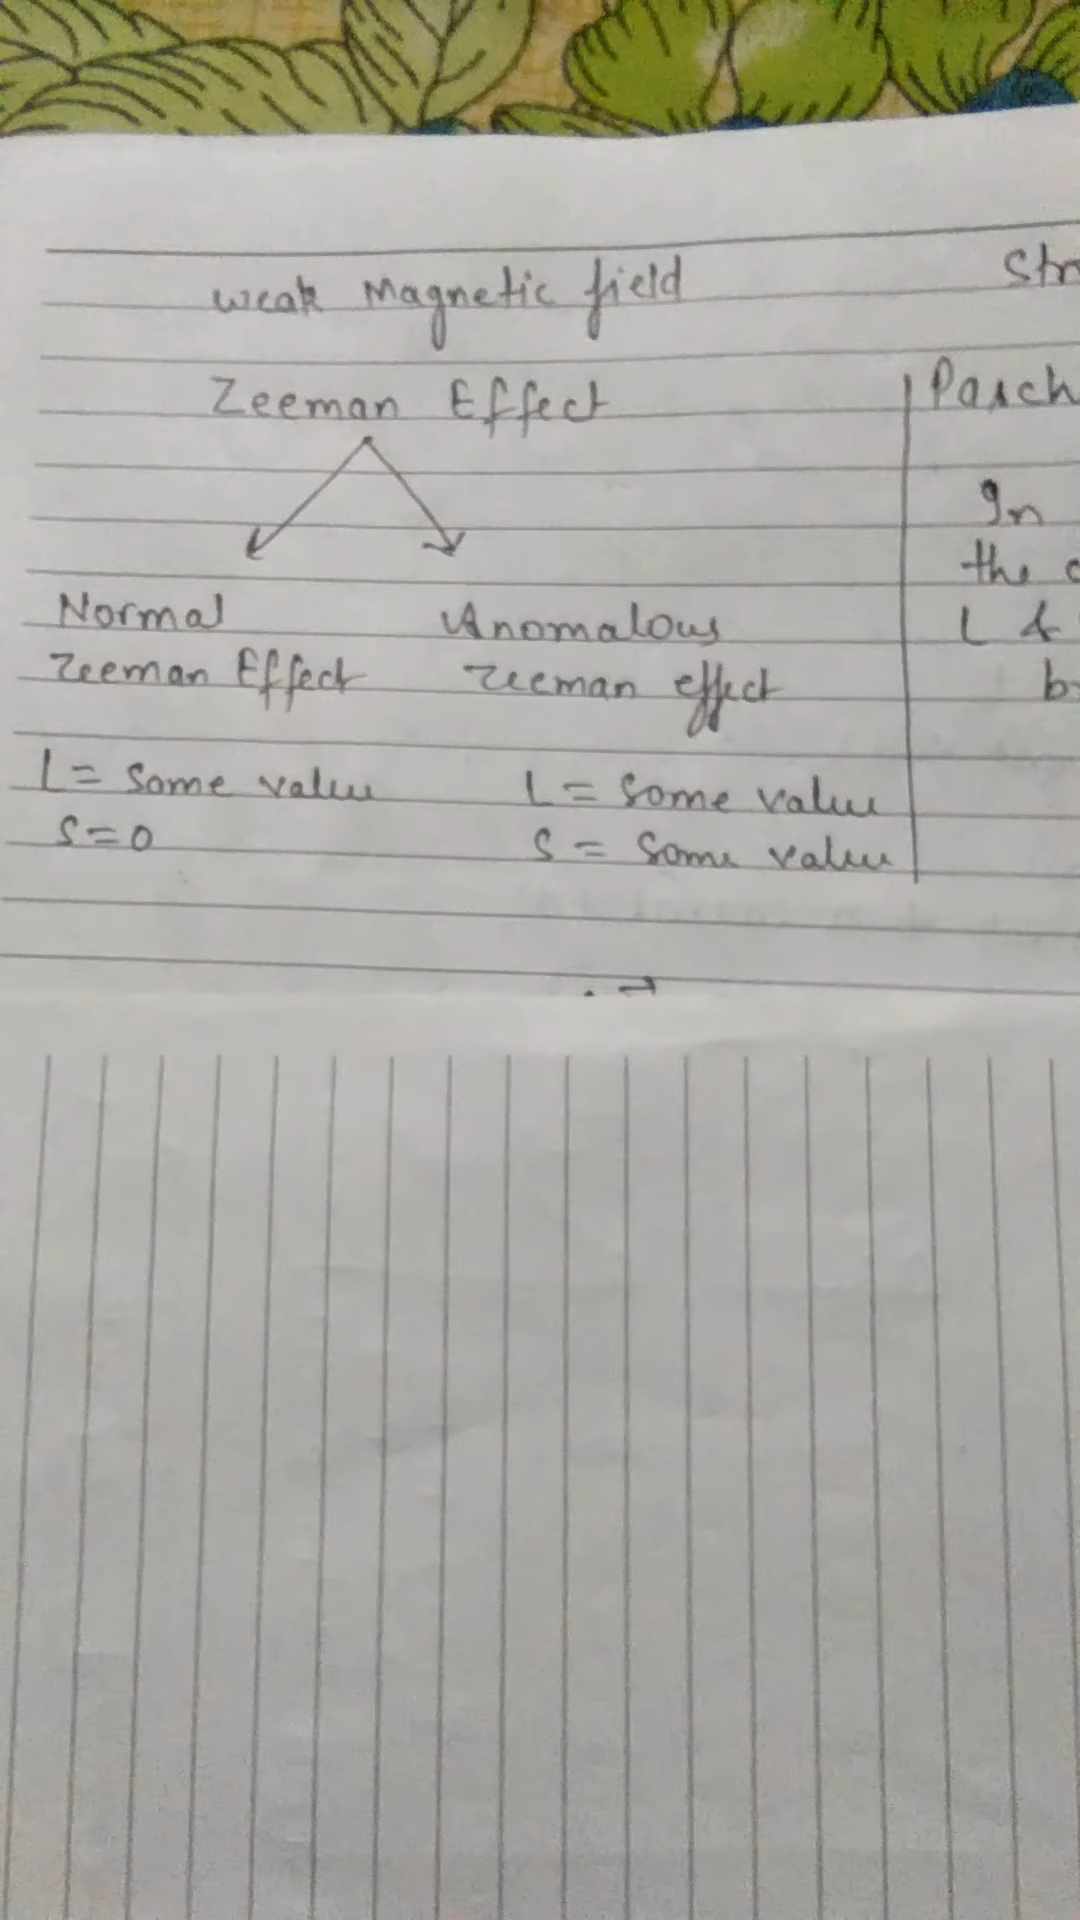 Weak Magnetic field
Zeeman Effect
Normal Anomalous
Zeeman Effect Zeeman effect
L = Some value L = Some value
S = 0 S = Some value
Str
Pasch
In
the
L &